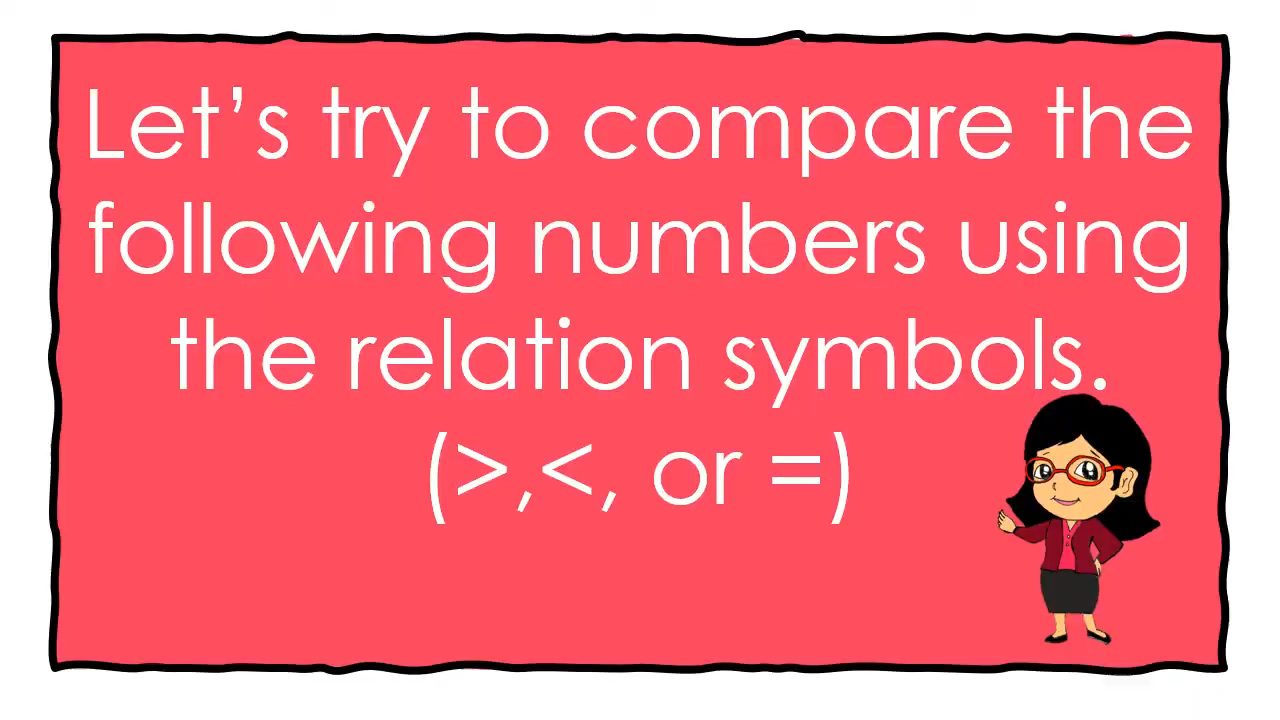 Let’s try to compare the
following numbers using
the relation symbols.
(>,<, or =)